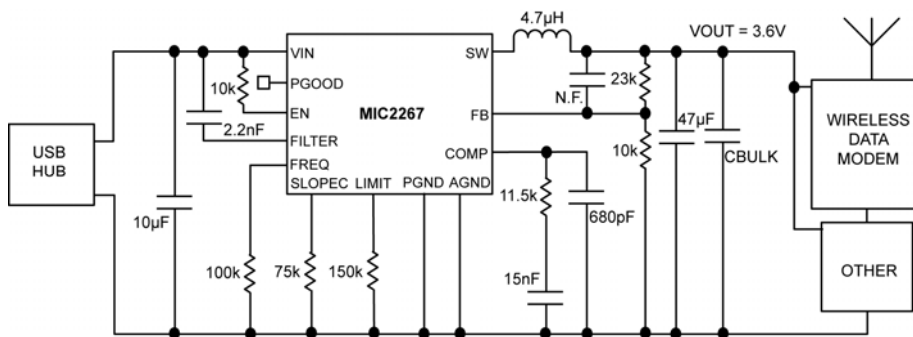 4.7µH
VOUT = 3.6V
VIN
SW
PGOOD
10k
EN
MIC2267
23k
N.F.
FB
47µF
WIRELESS
DATA
MODEM
USB
HUB
2.2nF
FILTER
FREQ
COMP
10k
CBULK
SLOPEC
LIMIT
PGND
AGND
11.5k
680pF
10µF
100k
75k
150k
15nF
OTHER